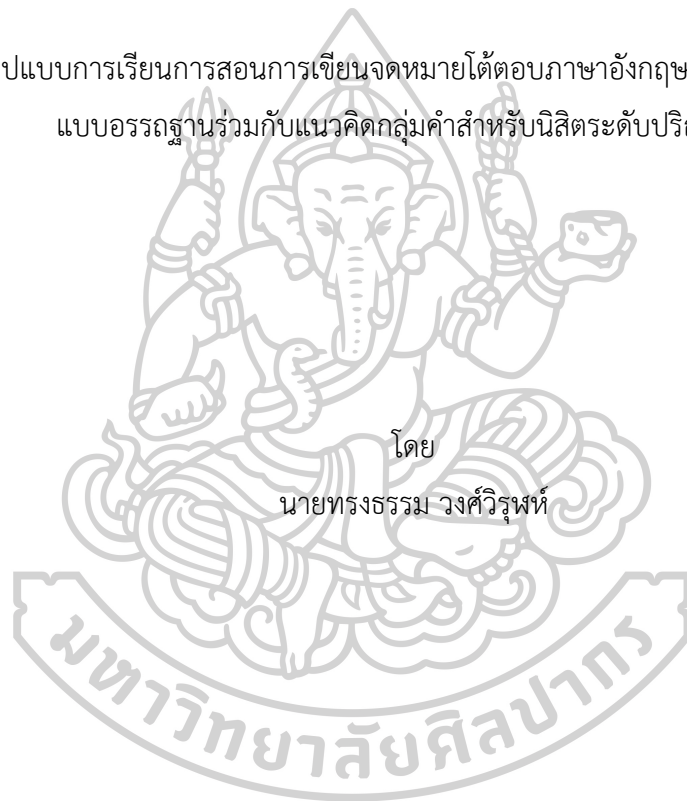 ปแบบการเรียนการสอนการเขียนจดหมายโต้ตอบภาษาอังกฤษ
แบบอรรถฐานร่วมกับแนวคิดกลุ่มคำสำหรับนิสิตระดับ
โดย
นายทรงธรรม วงศ์วิรุฬห์
มหาวิทยาลัยศิลปากร